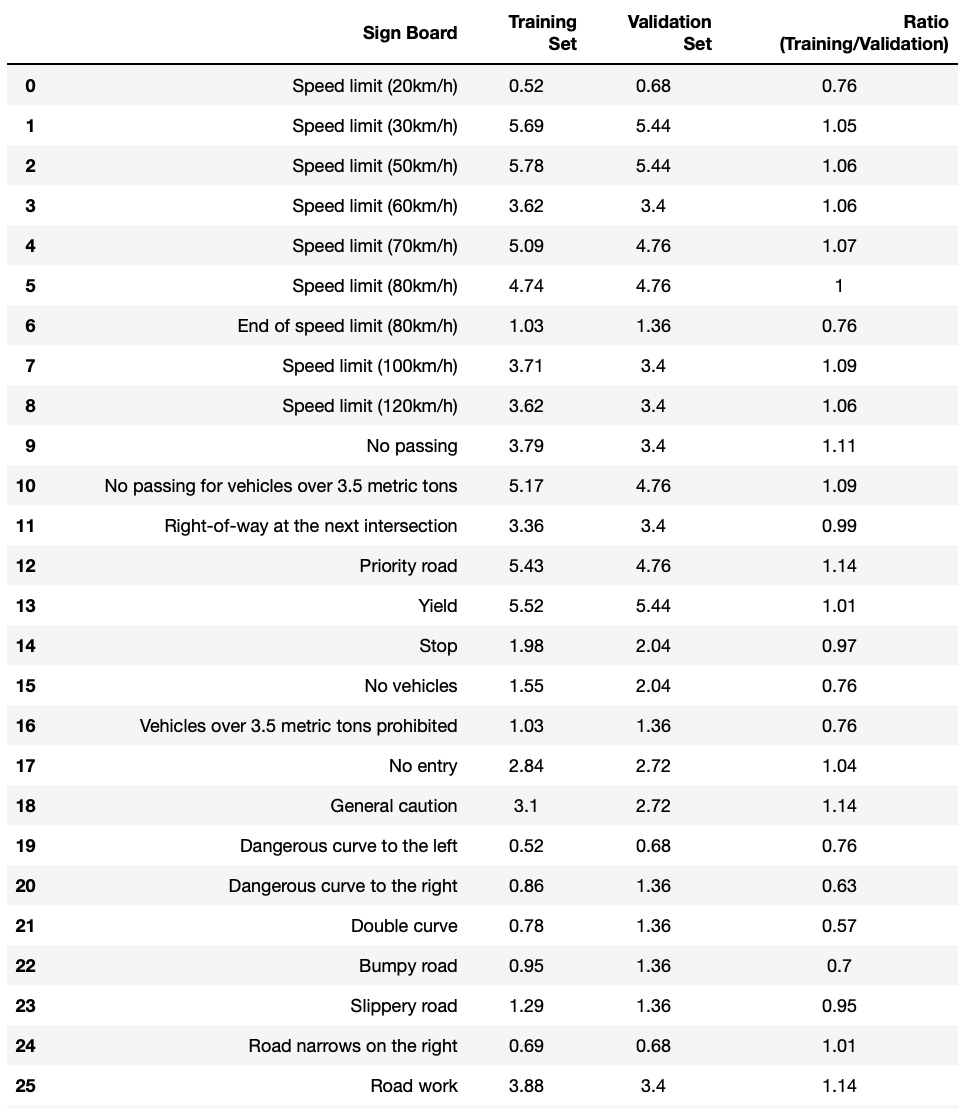 Sign Board Training Set Validation Set Ratio (Training/Validation)
0 Speed limit (20km/h) 0.52 0.68 0.76
1 Speed limit (30km/h) 5.69 5.44 1.05
2 Speed limit (50km/h) 5.78 5.44 1.06
3 Speed limit (60km/h) 3.62 3.4 1.06
4 Speed limit (70km/h) 5.09 4.76 1.07
5 Speed limit (80km/h) 4.74 4.76 1
6 End of speed limit (80km/h) 1.03 1.36 0.76
7 Speed limit (100km/h) 3.71 3.4 1.09
8 Speed limit (120km/h) 3.62 3.4 1.06
9 No passing 3.79 3.4 1.11
10 No passing for vehicles over 3.5 metric tons 5.17 4.76 1.09
11 Right-of-way at the next intersection 3.36 3.4 0.99
12 Priority road 5.43 4.76 1.14
13 Yield 5.52 5.44 1.01
14 Stop 1.98 2.04 0.97
15 No vehicles 1.55 2.04 0.76
16 Vehicles over 3.5 metric tons prohibited 1.03 1.36 0.76
17 No entry 2.84 2.72 1.04
18 General caution 3.1 2.72 1.14
19 Dangerous curve to the left 0.52 0.68 0.76
20 Dangerous curve to the right 0.86 1.36 0.63
21 Double curve 0.78 1.36 0.57
22 Bumpy road 0.95 1.36 0.7
23 Slippery road 1.29 1.36 0.95
24 Road narrows on the right 0.69 0.68 1.01
25 Road work 3.88 3.4 1.14